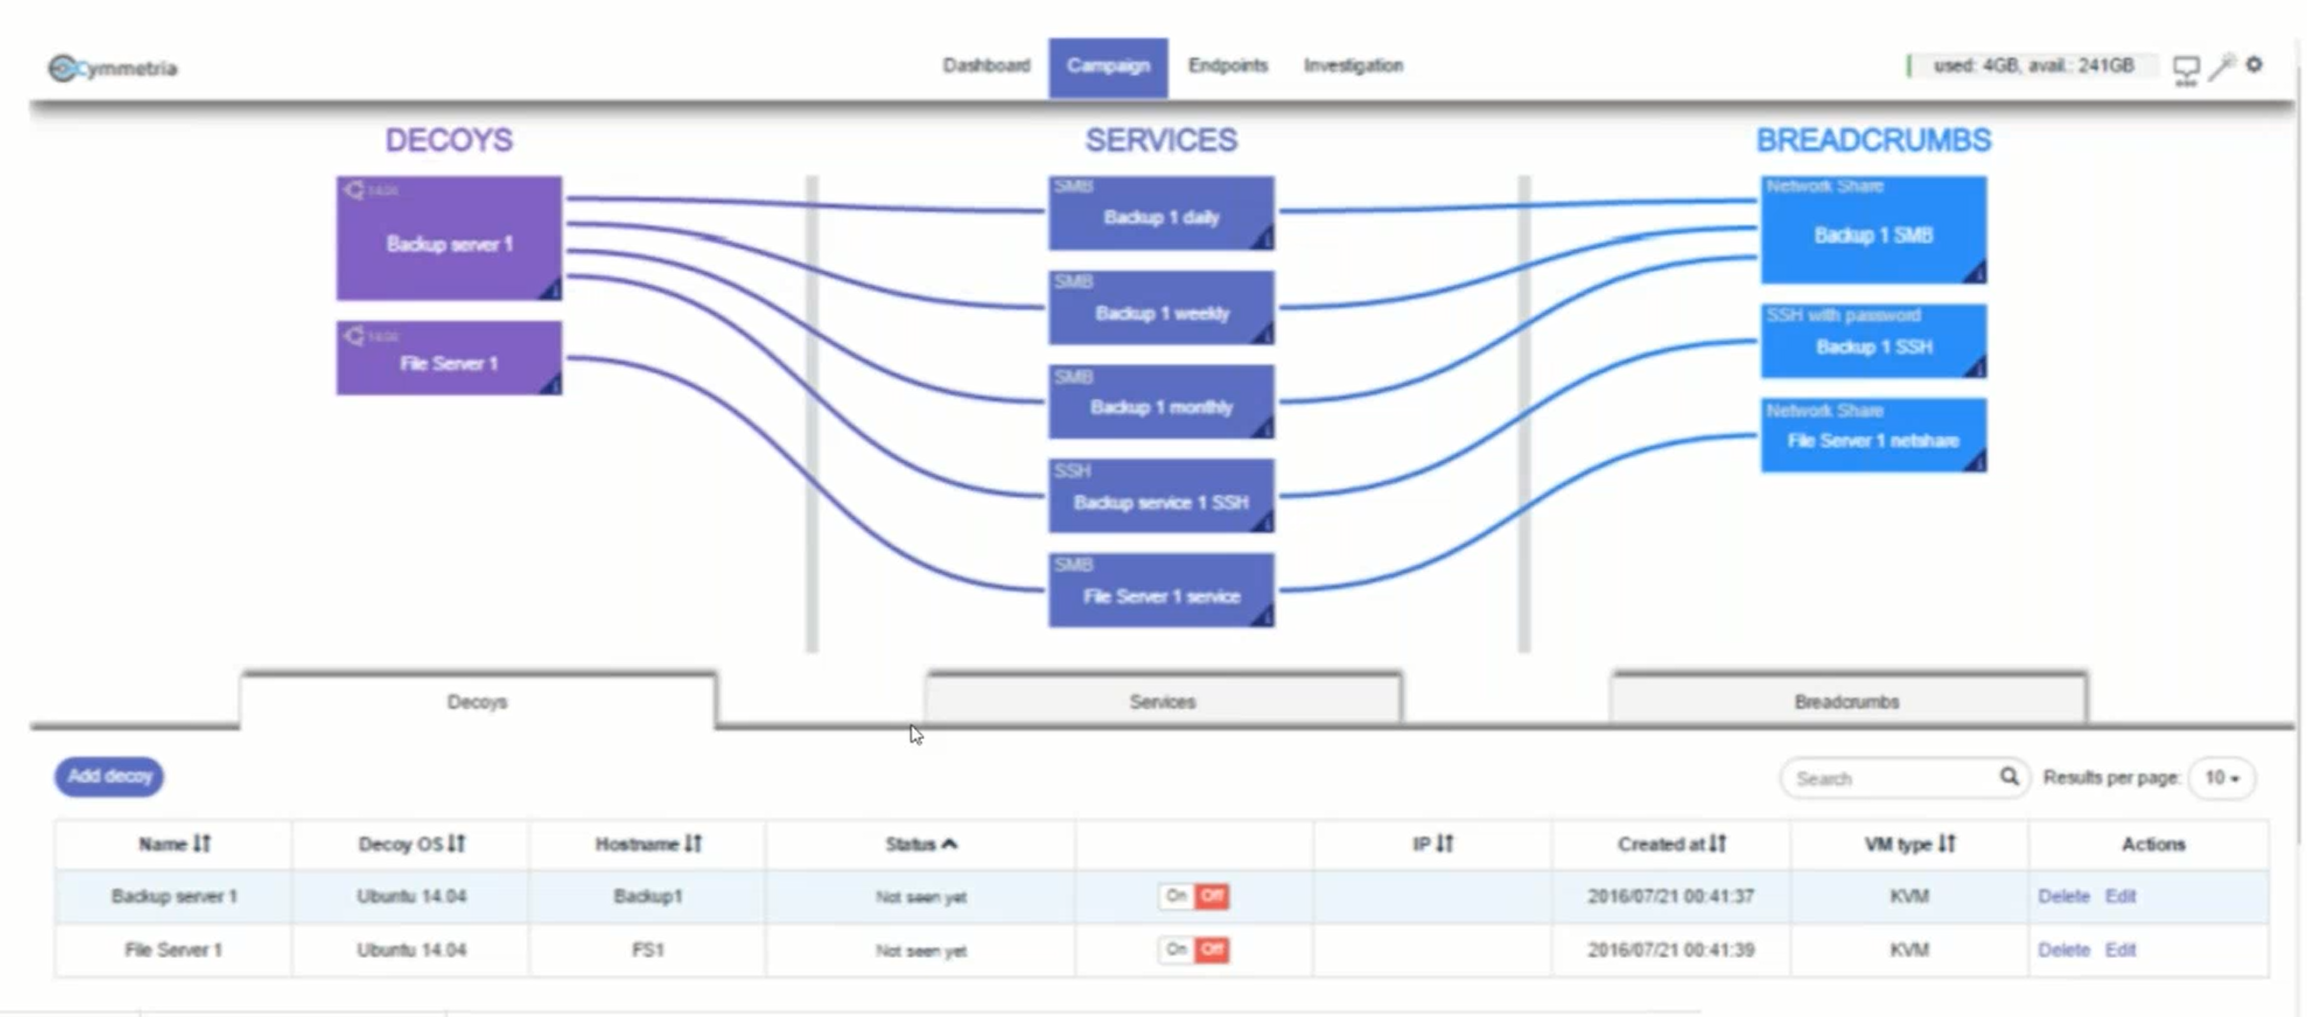 Cymmetria
Dashboard Campaign Endpoints Investigation
used: 4GB, avail.: 241GB
DECOYS SERVICES BREADCRUMBS
Backup server 1
File Server 1
SMB
Backup 1 daily
SMB
Backup 1 weekly
SMB
Backup 1 monthly
SSH
Backup service 1 SSH
SMB
File Server 1 service
Network Share
Backup 1 SMB
SSH with password
Backup 1 SSH
Network Share
File Server 1 netshare
Decoys Services Breadcrumbs
Add decoy Search Results per page: 10
Name Decoy OS Hostname Status IP Created at VM type Actions
Backup server 1 Ubuntu 14.04 Backup1 Not seen yet On Off 2016/07/21 00:41:37 KVM Delete Edit
File Server 1 Ubuntu 14.04 FS1 Not seen yet On Off 2016/07/21 00:41:39 KVM Delete Edit